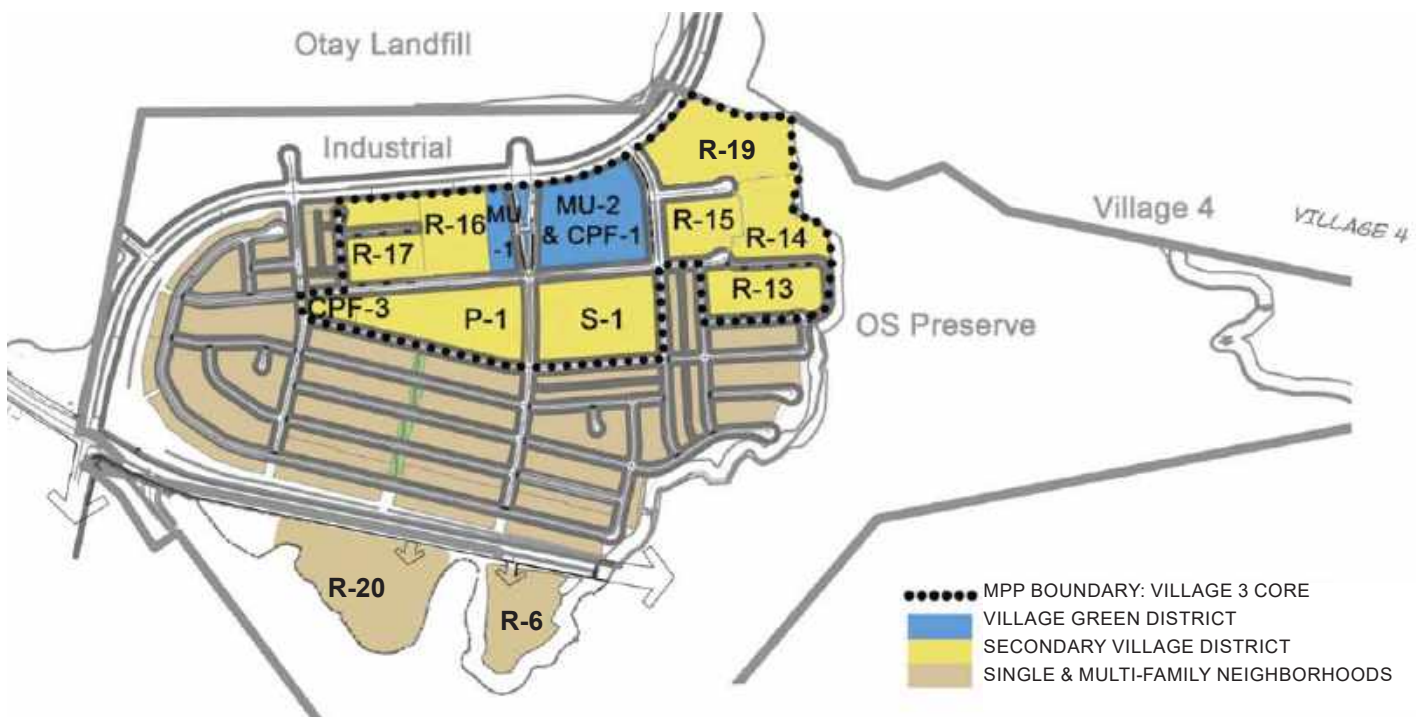 Otay Landfill
Industrial
R-19
Village 4
VILLAGE 4
R-16
MU
-1
MU-2
& CPF-1
R-15
R-14
R-17
R-13
CPF-3
P-1
S-1
OS Preserve
R-20
R-6
MPP BOUNDARY: VILLAGE 3 CORE
VILLAGE GREEN DISTRICT
SECONDARY VILLAGE DISTRICT
SINGLE & MULTI-FAMILY NEIGHBORHOODS